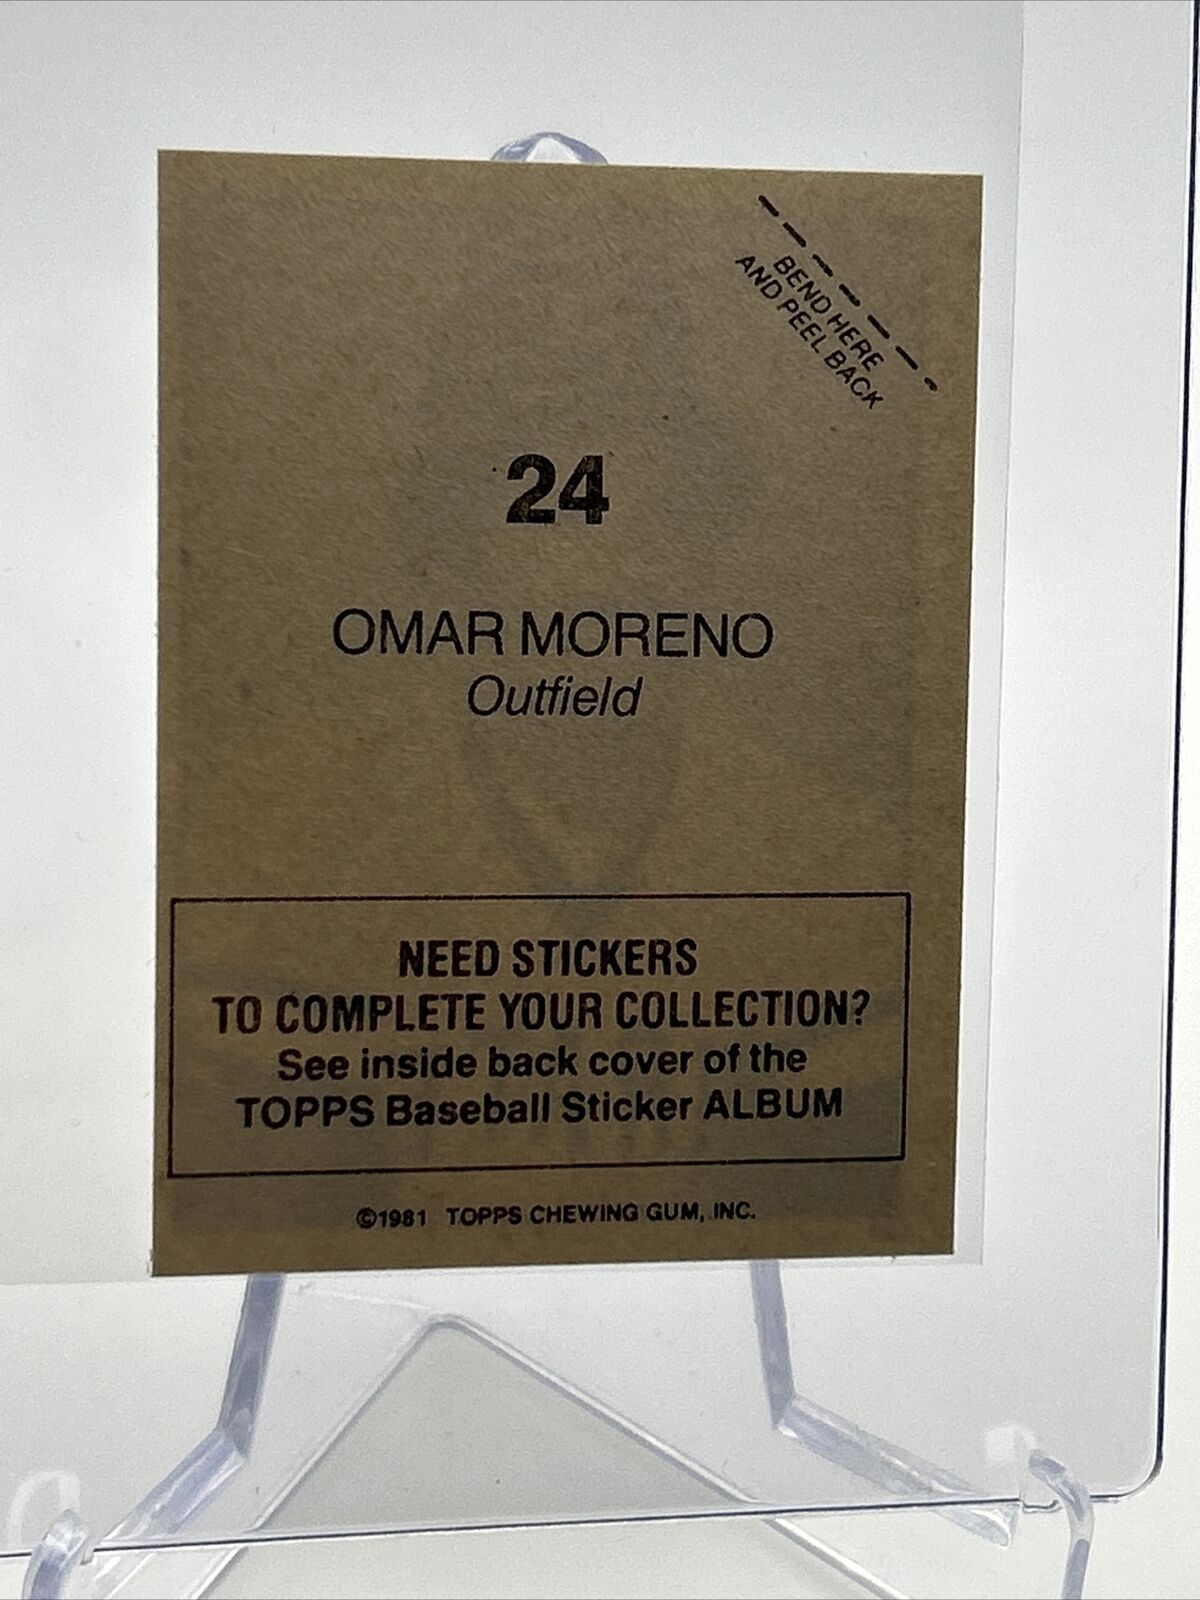 BEND HERE
AND PEEL BACK
24
OMAR MORENO
Outfield
NEED STICKERS
TO COMPLETE YOUR COLLECTION?
See inside back cover of the
TOPPS Baseball Sticker ALBUM
©1981 TOPPS CHEWING GUM, INC.